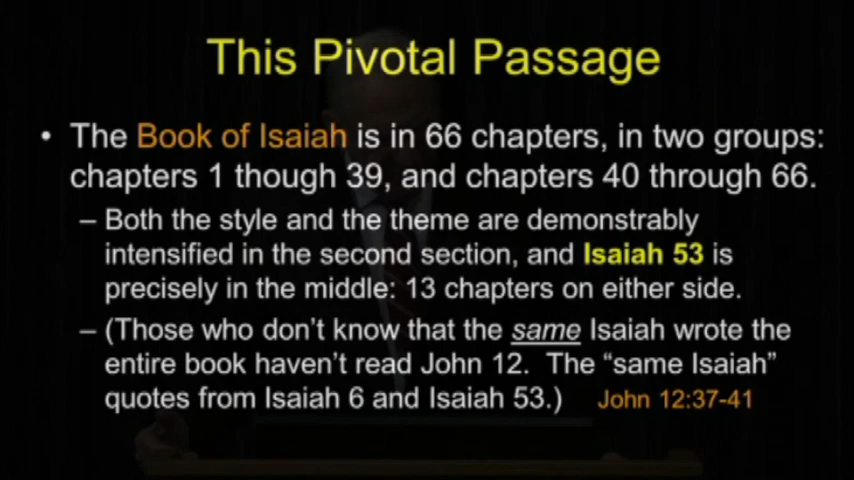 This Pivotal Passage
• The Book of Isaiah is in 66 chapters, in two groups:
chapters 1 though 39, and chapters 40 through 66.
– Both the style and the theme are demonstrably
intensified in the second section, and Isaiah 53 is
precisely in the middle: 13 chapters on either side.
– (Those who don't know that the same Isaiah wrote the
entire book haven't read John 12. The “same Isaiah”
quotes from Isaiah 6 and Isaiah 53.) John 12:37-41